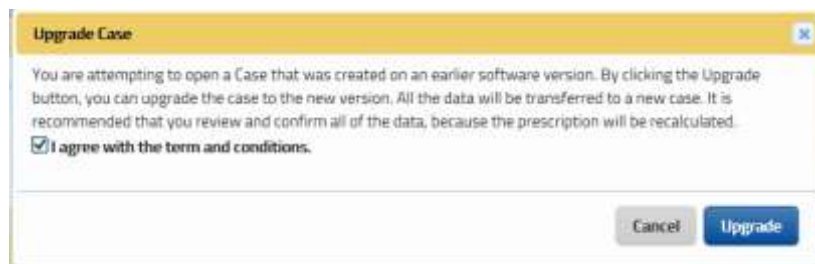 Upgrade Case
You are attempting to open a Case that was created on an earlier software version. By clicking the Upgrade
button, you can upgrade the case to the new version. All the data will be transferred to a new case. It is
recommended that you review and confirm all of the data, because the prescription will be recalculated.
I agree with the term and conditions.
Cancel Upgrade